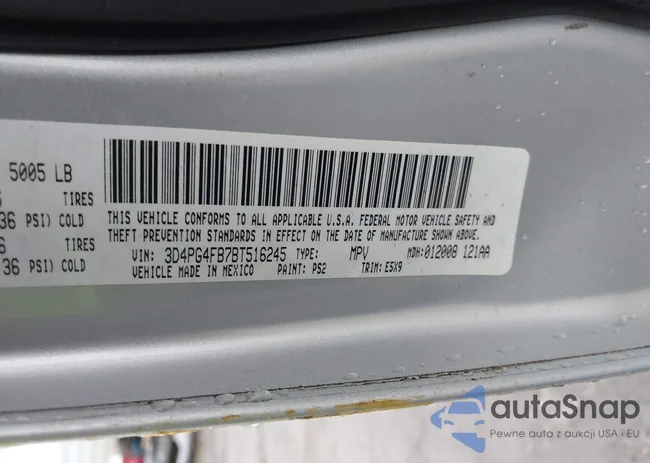 5005 LB
TIRES
36 PSI) COLD
TIRES
36 PSI) COLD
THIS VEHICLE CONFORMS TO ALL APPLICABLE U.S.A. FEDERAL MOTOR VEHICLE SAFETY AND
THEFT PREVENTION STANDARDS IN EFFECT ON THE DATE OF MANUFACTURE SHOWN ABOVE.
VIN: 3D4PG4FB7BT516245 TYPE: MPV MDH:012008 121AA
VEHICLE MADE IN MEXICO PAINT: PS2 TRIM: E5X9
autoSnap
Pewne auta z aukcji USA i EU